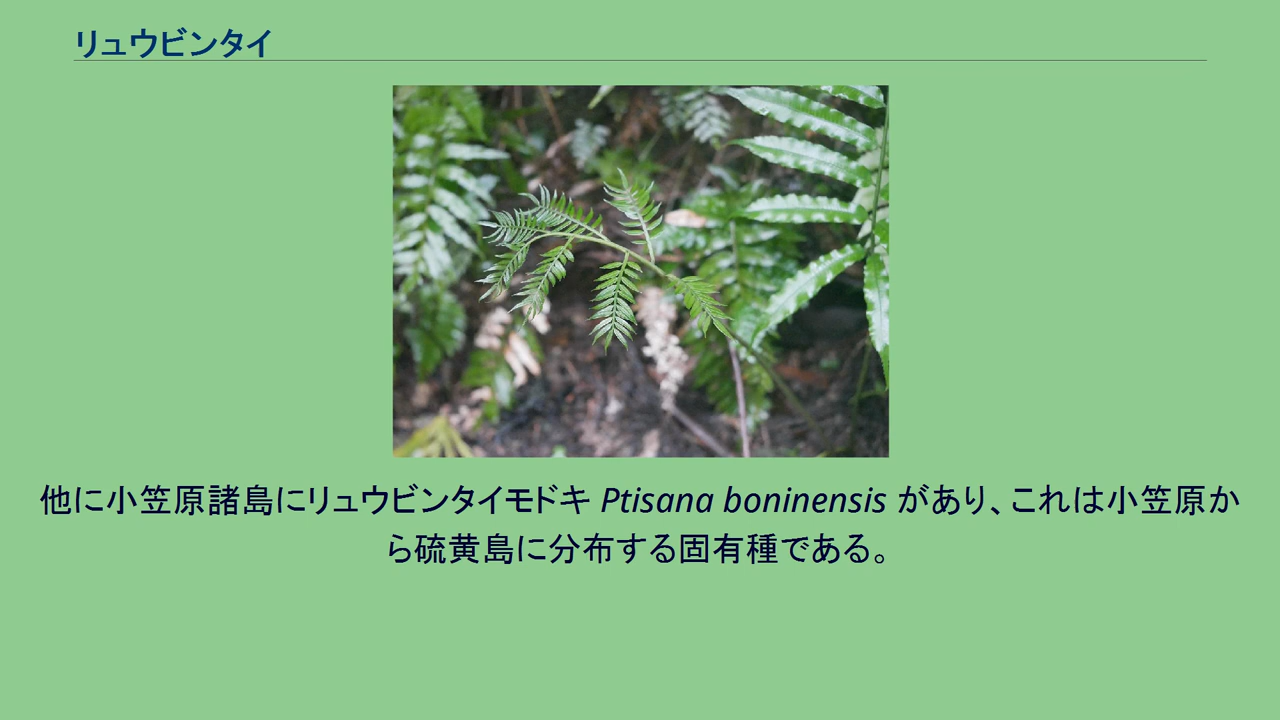 リュウビンタイ
他に小笠原諸島にリュウビンタイモドキ Ptisana boninensis があり、これは小笠原か
ら硫黄島に分布する固有種である。